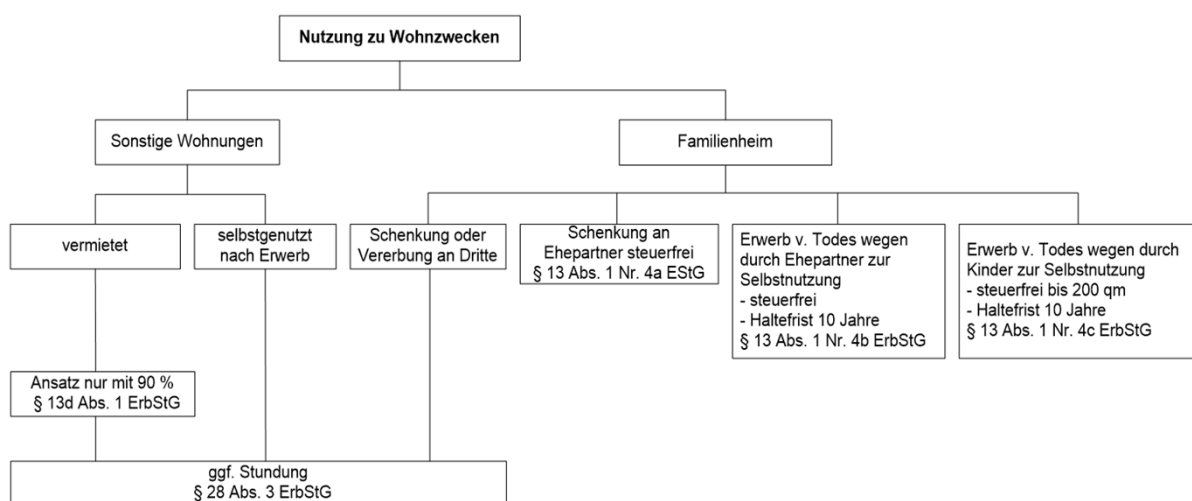 Nutzung zu Wohnzwecken
Sonstige Wohnungen
Familienheim
vermietet
selbstgenutzt
nach Erwerb
Schenkung oder
Vererbung an Dritte
Schenkung an
Ehepartner steuerfrei
§ 13 Abs. 1 Nr. 4a EStG
Erwerb v. Todes wegen
durch Ehepartner zur
Selbstnutzung
- steuerfrei
- Haltefrist 10 Jahre
§ 13 Abs. 1 Nr. 4b ErbStG
Erwerb v. Todes wegen durch
Kinder zur Selbstnutzung
- steuerfrei bis 200 qm
- Haltefrist 10 Jahre
§ 13 Abs. 1 Nr. 4c ErbStG
Ansatz nur mit 90 %
§ 13d Abs. 1 ErbStG
ggf. Stundung
§ 28 Abs. 3 ErbStG